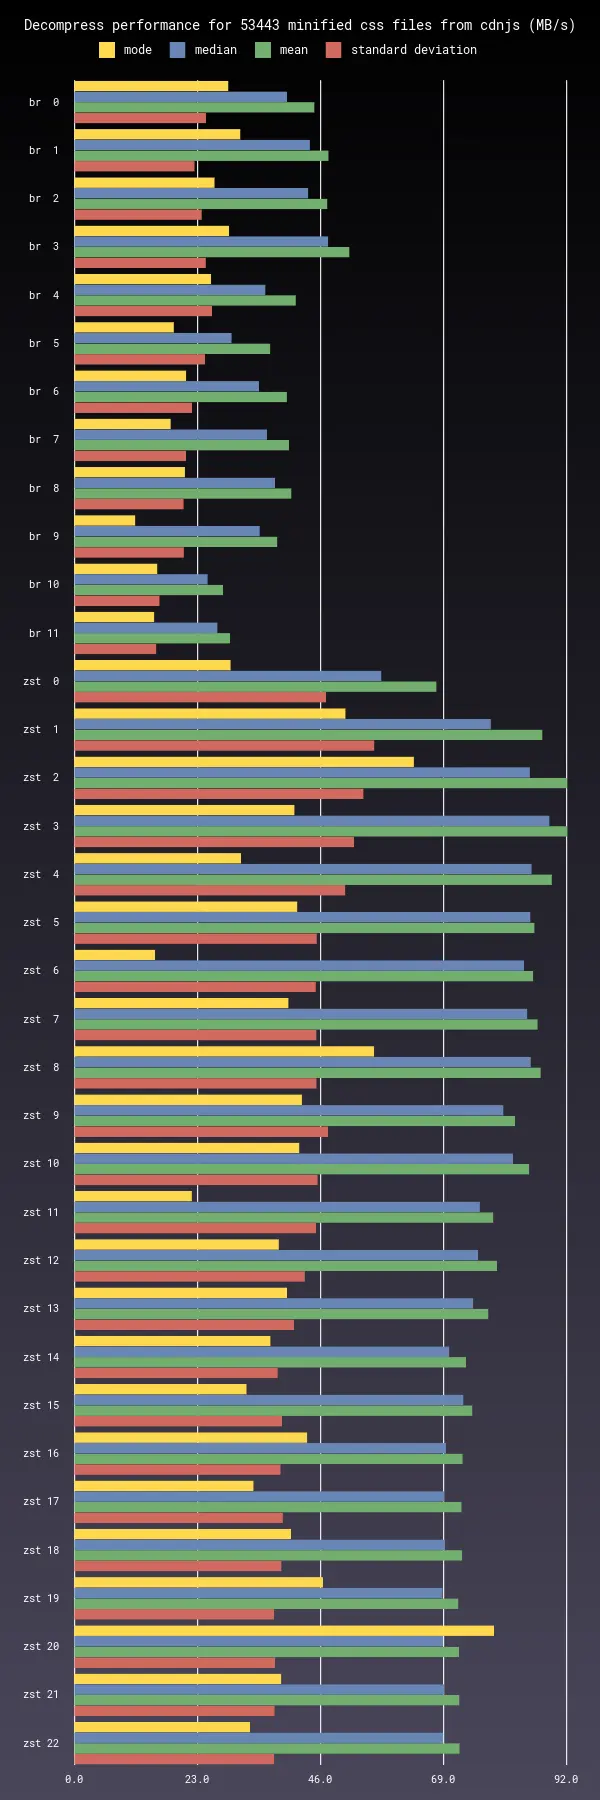 Decompress performance for 53443 minified css files from cdnjs (MB/s)
mode median mean standard deviation
br 0
br 1
br 2
br 3
br 4
br 5
br 6
br 7
br 8
br 9
br 10
br 11
zst 0
zst 1
zst 2
zst 3
zst 4
zst 5
zst 6
zst 7
zst 8
zst 9
zst 10
zst 11
zst 12
zst 13
zst 14
zst 15
zst 16
zst 17
zst 18
zst 19
zst 20
zst 21
zst 22
0.0 23.0 46.0 69.0 92.0